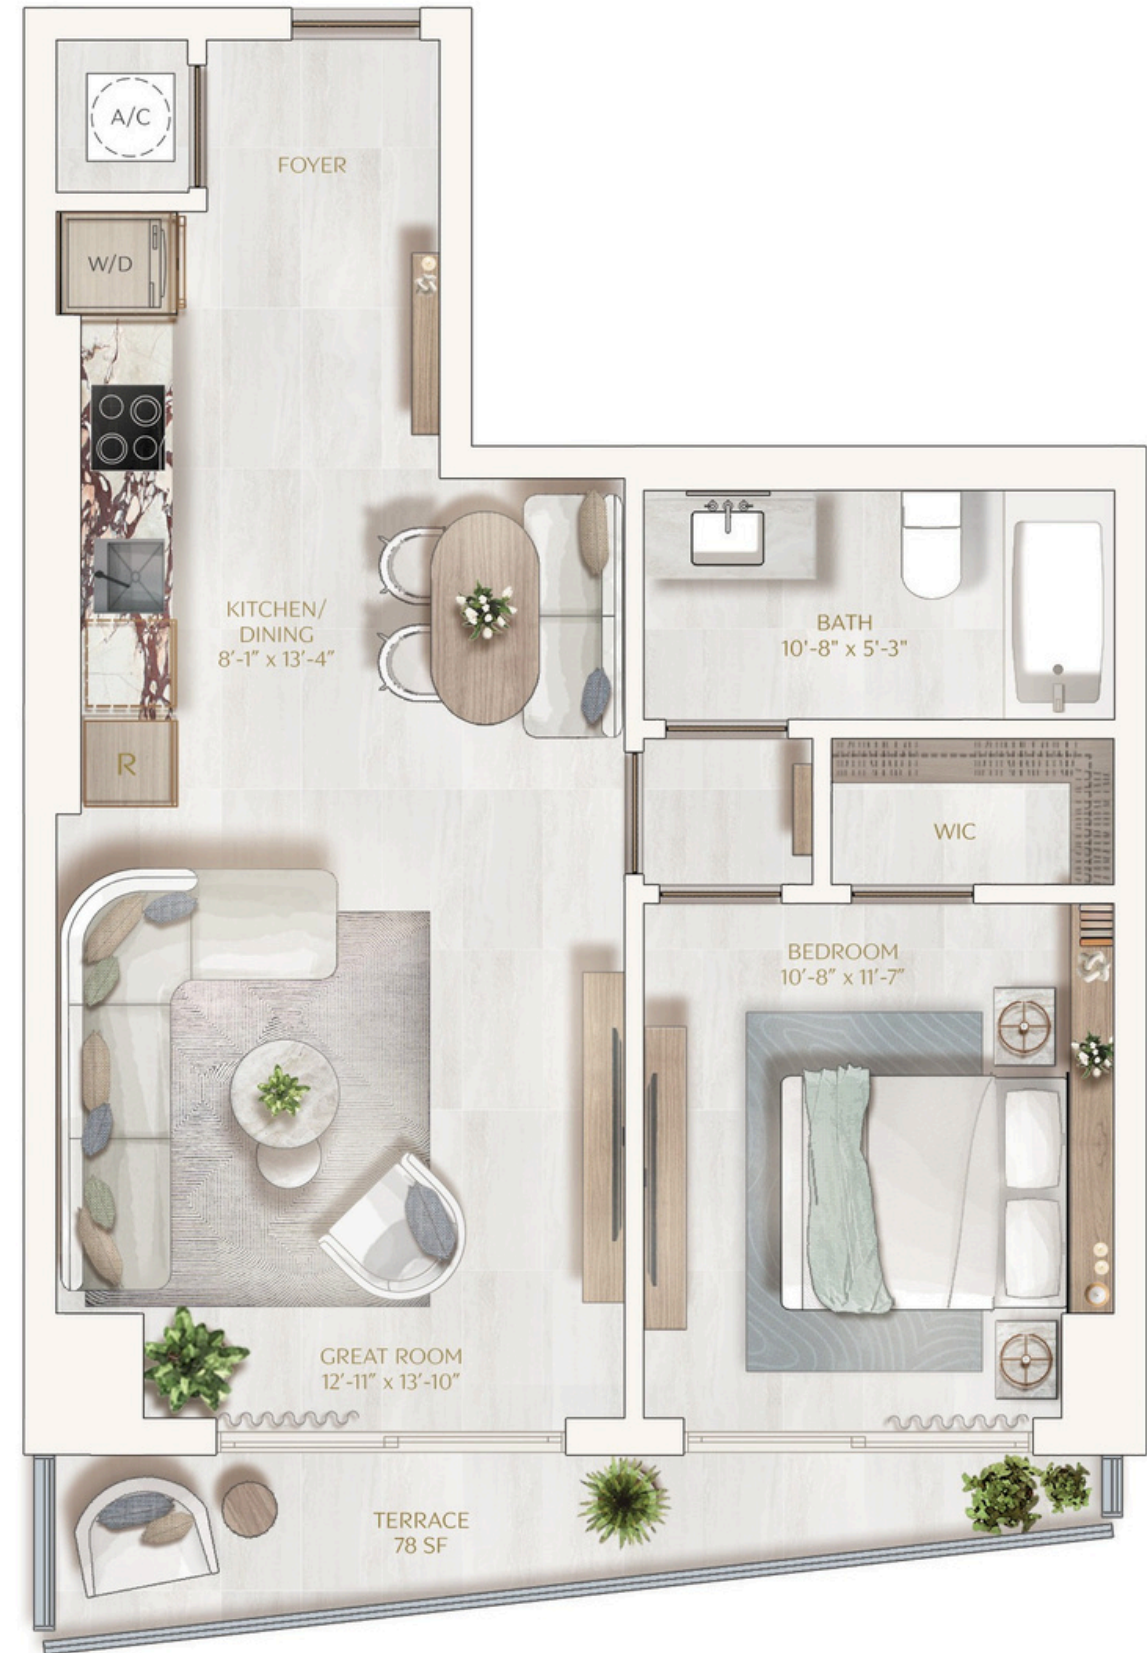 A/C
FOYER
W/D
KITCHEN/
DINING
8'-1" x 13'-4"
BATH
10'-8" x 5'-3"
R
WIC
BEDROOM
10'-8" x 11'-7"
GREAT ROOM
12'-11" x 13'-10"
TERRACE
78 SF